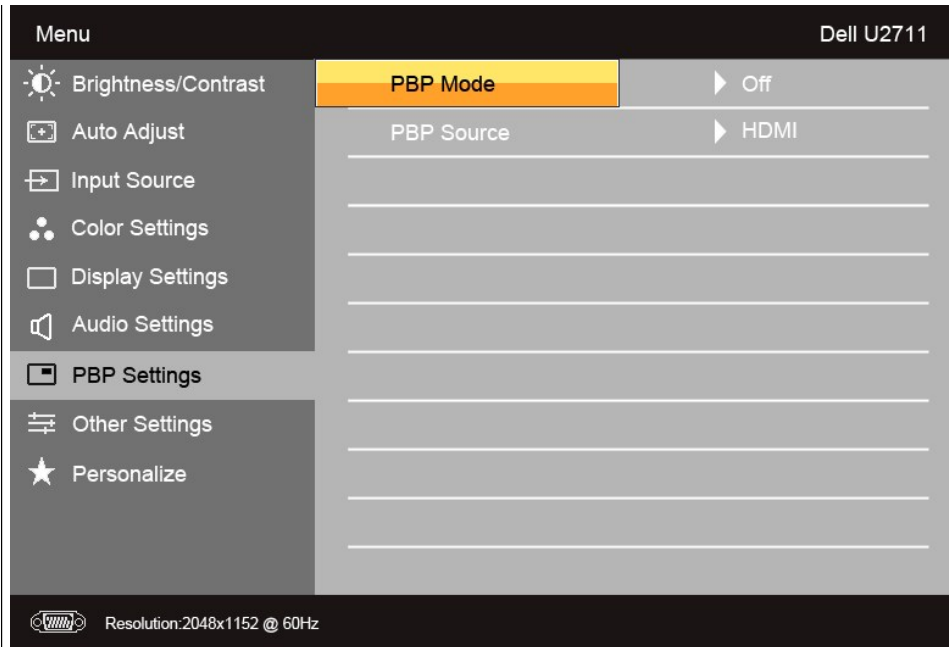 Menu Dell U2711
Brightness/Contrast PBP Mode Off
Auto Adjust PBP Source HDMI
Input Source
Color Settings
Display Settings
Audio Settings
PBP Settings
Other Settings
Personalize
Resolution:2048x1152 @ 60Hz